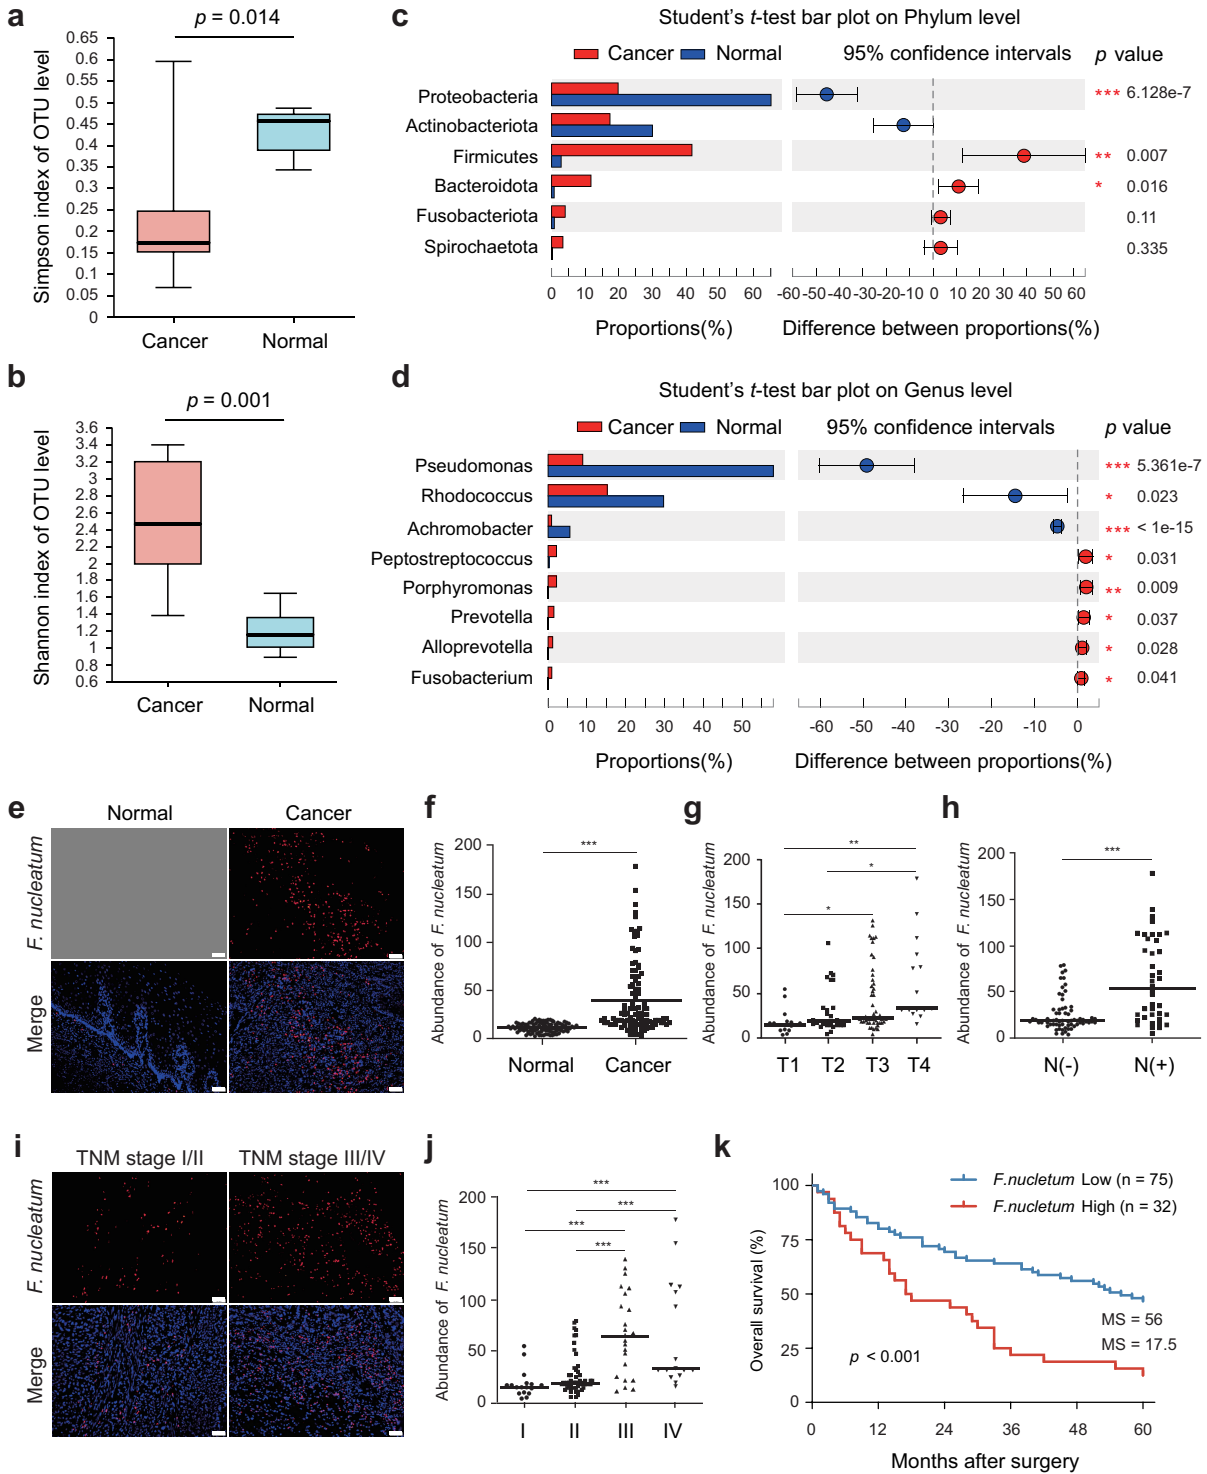 a
p = 0.014
Simpson index of OTU level
0.65
0.6
0.55
0.5
0.45
0.4
0.35
0.3
0.25
0.2
0.15
0.1
0.05
0
Cancer Normal
b
p = 0.001
Shannon index of OTU level
3.6
3.4
3.2
3
2.8
2.6
2.4
2.2
2
1.8
1.6
1.4
1.2
1
0.8
0.6
Cancer Normal
c
Student's t-test bar plot on Phylum level
Cancer Normal 95% confidence intervals p value
Proteobacteria *** 6.128e-7
Actinobacteriota
Firmicutes ** 0.007
Bacteroidota * 0.016
Fusobacteriota 0.11
Spirochaetota 0.335
0 10 20 30 40 50 60 -60 -50 -40 -30 -20 -10 0 10 20 30 40 50 60
Proportions(%) Difference between proportions(%)
d
Student's t-test bar plot on Genus level
Cancer Normal 95% confidence intervals p value
Pseudomonas *** 5.361e-7
Rhodococcus * 0.023
Achromobacter *** < 1e-15
Peptostreptococcus * 0.031
Porphyromonas ** 0.009
Prevotella * 0.037
Alloprevotella * 0.028
Fusobacterium * 0.041
0 10 20 30 40 50 -60 -50 -40 -30 -20 -10 0
Proportions(%) Difference between proportions(%)
e
Normal Cancer
F. nucleatum
Merge
f
Abundance of F. nucleatum
200
150
100
50
0
***
Normal Cancer
g
Abundance of F. nucleatum
200
150
100
50
0
**
*
*
T1 T2 T3 T4
h
Abundance of F. nucleatum
200
150
100
50
0
***
N(-) N(+)
i
TNM stage I/II TNM stage III/IV
F. nucleatum
Merge
j
Abundance of F. nucleatum
200
150
100
50
0
***
***
***
***
I II III IV
k
Overall survival (%)
100
75
50
25
0
F.nucletum Low (n = 75)
F.nucletum High (n = 32)
MS = 56
MS = 17.5
p < 0.001
0 12 24 36 48 60
Months after surgery